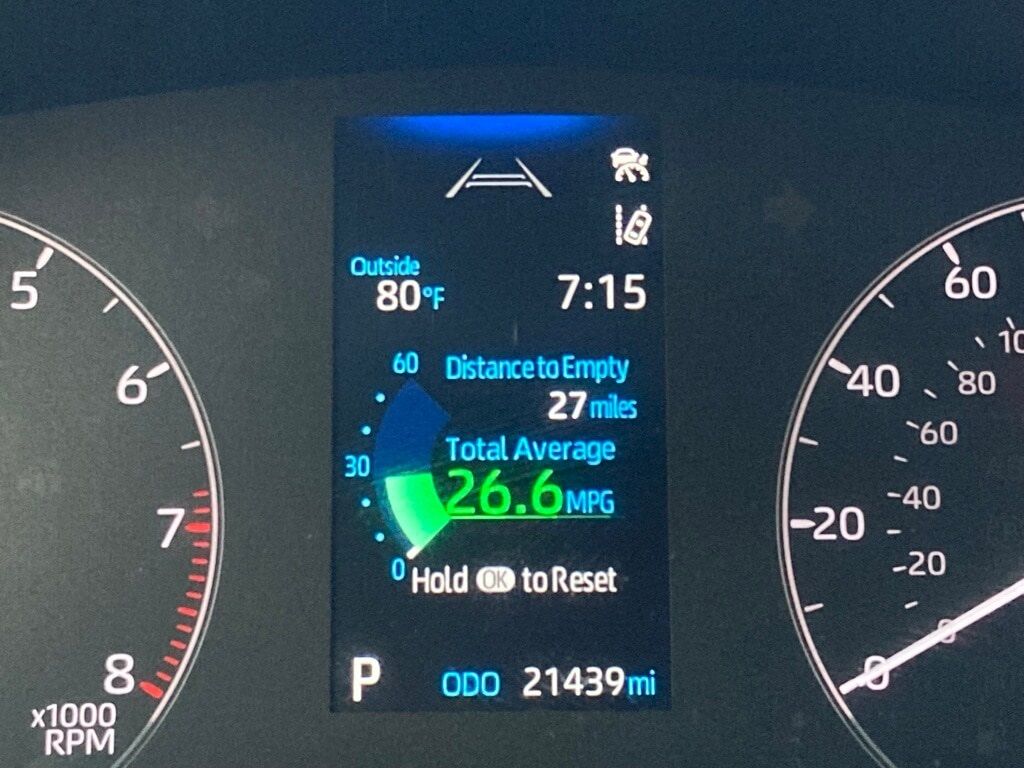 Outside
80°F 7:15
60 Distance to Empty
27 miles
Total Average
30
26.6 MPG
0 Hold OK to Reset
P ODO 21439 mi
5
6
7
8
x1000
RPM
60
40
20
0
80
60
40
20
0